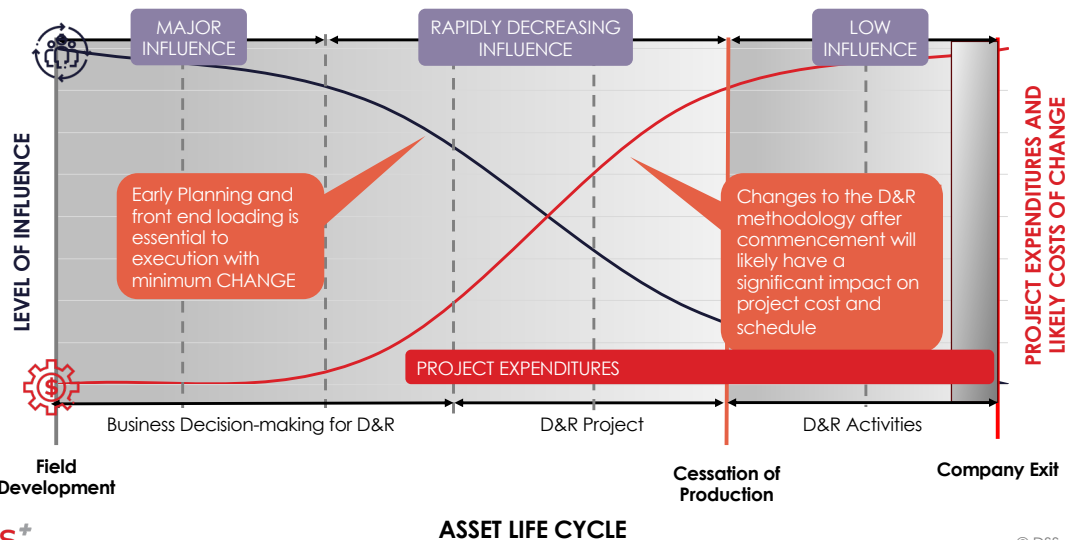 MAJOR
INFLUENCE
RAPIDLY DECREASING
INFLUENCE
LOW
INFLUENCE
LEVEL OF INFLUENCE
Early Planning and
front end loading is
essential to
execution with
minimum CHANGE
Changes to the D&R
methodology after
commencement will
likely have a
significant impact on
project cost and
schedule
PROJECT EXPENDITURES AND
LIKELY COSTS OF CHANGE
$
PROJECT EXPENDITURES
Business Decision-making for D&R
D&R Project
D&R Activities
Field
Development
Cessation of
Production
Company Exit
ASSET LIFE CYCLE